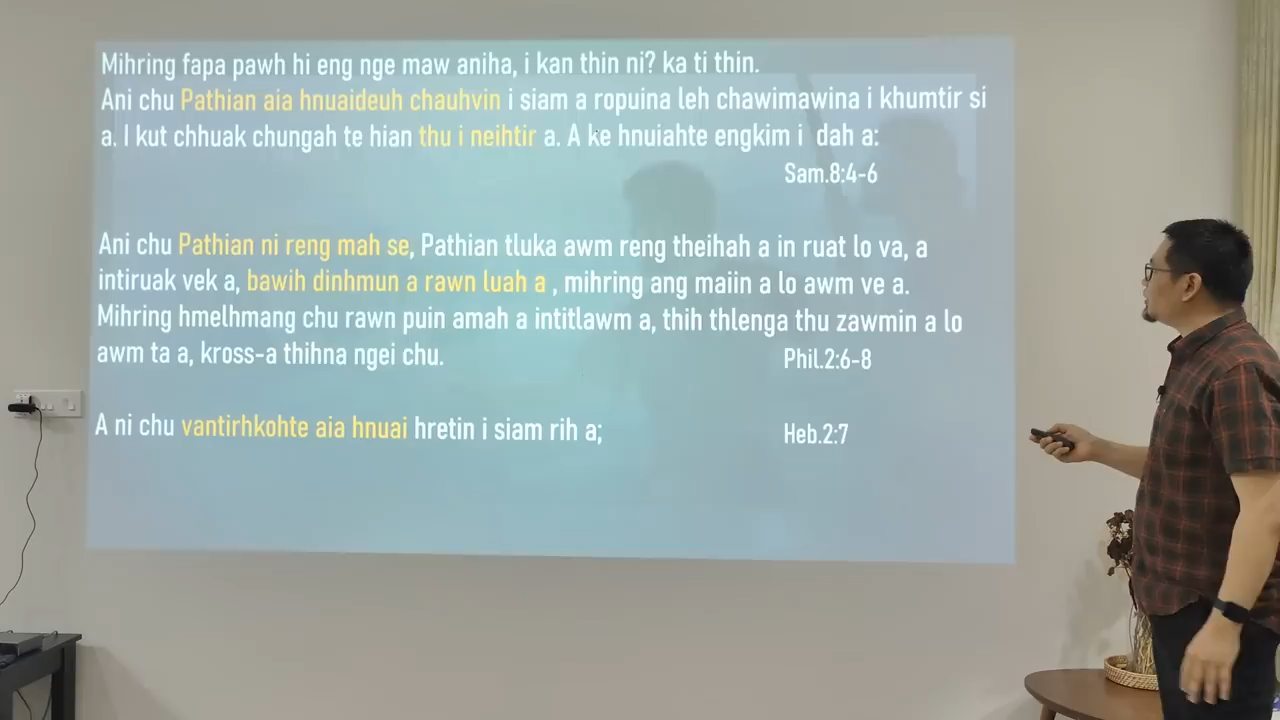 Mihring fapa pawh hi eng nge maw aniha, i kan thin ni? ka ti thin.
Ani chu Pathian aia hnuaideuh chauhvin i siam a ropuina leh chawimawina i khumtir si
a. I kut chhuak chungah te hian thu i neihtir a. A ke hnuiahte engkim i dah a:
Sam.8:4-6
Ani chu Pathian ni reng mah se, Pathian tluka awm reng theihah a in ruat lo va, a
intiruak vek a, bawih dinhmun a rawn luah a , mihring ang maiin a lo awm ve a.
Mihring hmelhmang chu rawn puin amah a intitlawm a, thih thlenga thu zawmin a lo
awm ta a, kross-a thihna ngei chu.
Phil.2:6-8
A ni chu vantirhkohte aia hnuai hretin i siam rih a;
Heb.2:7